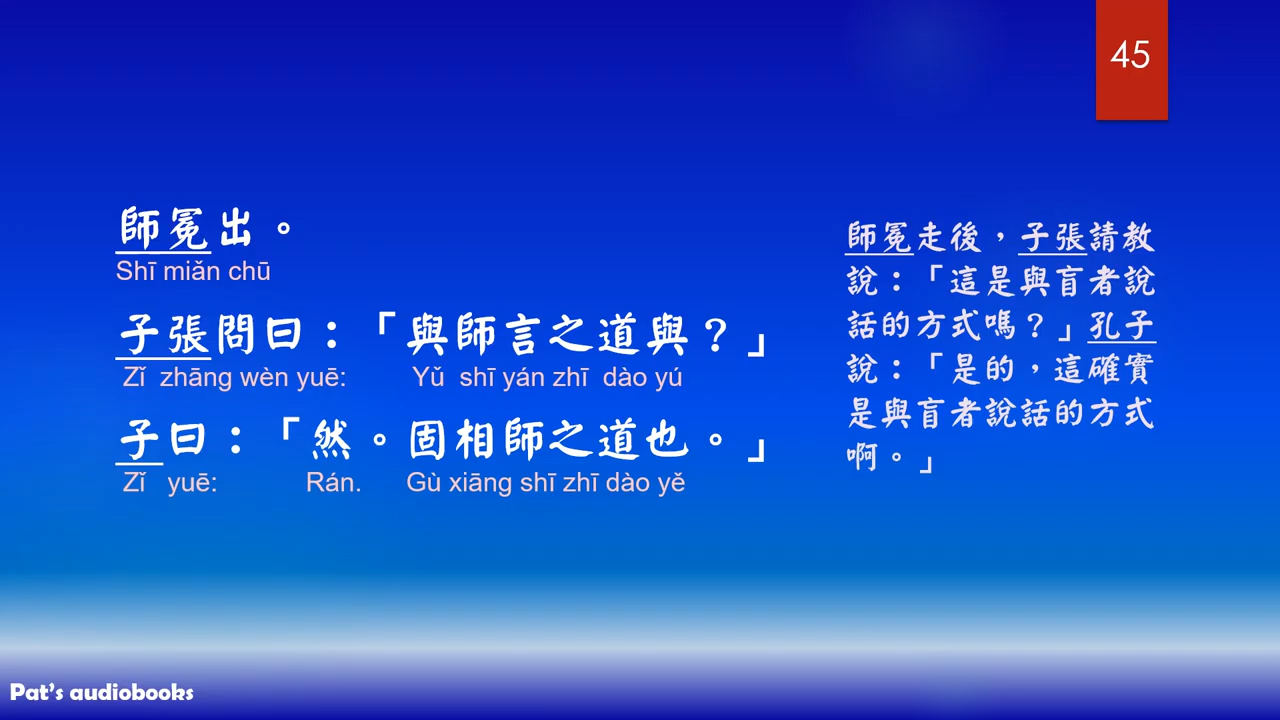 45
師冕出。
Shī miǎn chū
子張問曰：「與師言之道與？」
Zǐ zhāng wèn yuē: Yǔ shī yán zhī dào yú
子曰：「然。固相師之道也。」
Zǐ yuē: Rán. Gù xiāng shī zhī dào yě
師冕走後，子張請教
說：「這是與盲者說
話的方式嗎？」孔子
說：「是的，這確實
是與盲者說話的方式
啊。」
Pat's audiobooks